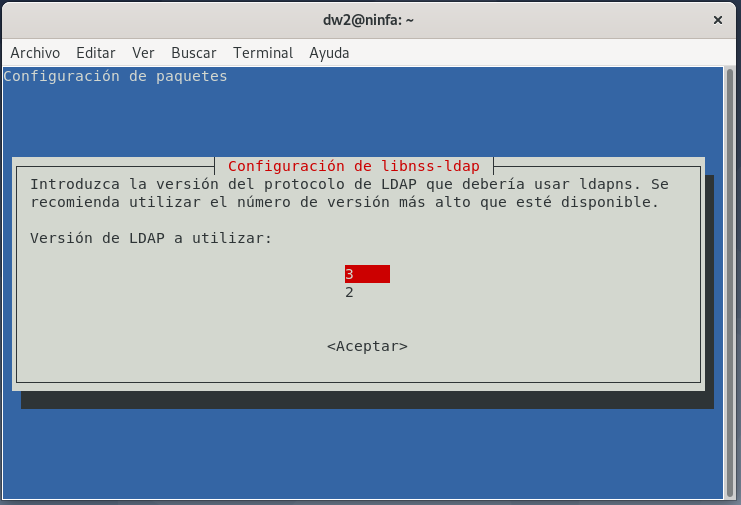 dw2@ninfa: ~
×
Archivo Editar Ver Buscar Terminal Ayuda
Configuración de paquetes
Configuración de libnss-ldap
Introduzca la versión del protocolo de LDAP que debería usar ldapns. Se
recomienda utilizar el número de versión más alto que esté disponible.
Versión de LDAP a utilizar:
3
2
<Aceptar>